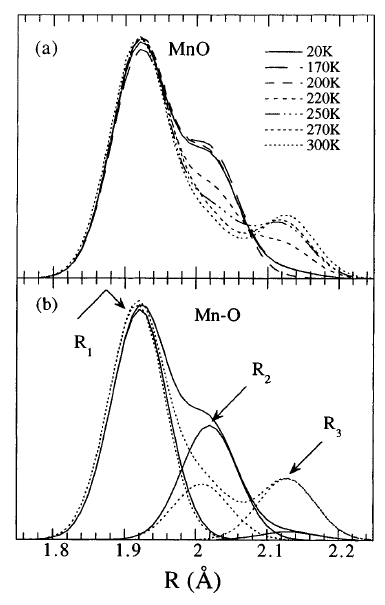 (a)
MnO
20K
170K
200K
220K
250K
270K
300K
(b)
Mn-O
R1
R2
R3
1.8 1.9 2 2.1 2.2
R (Å)